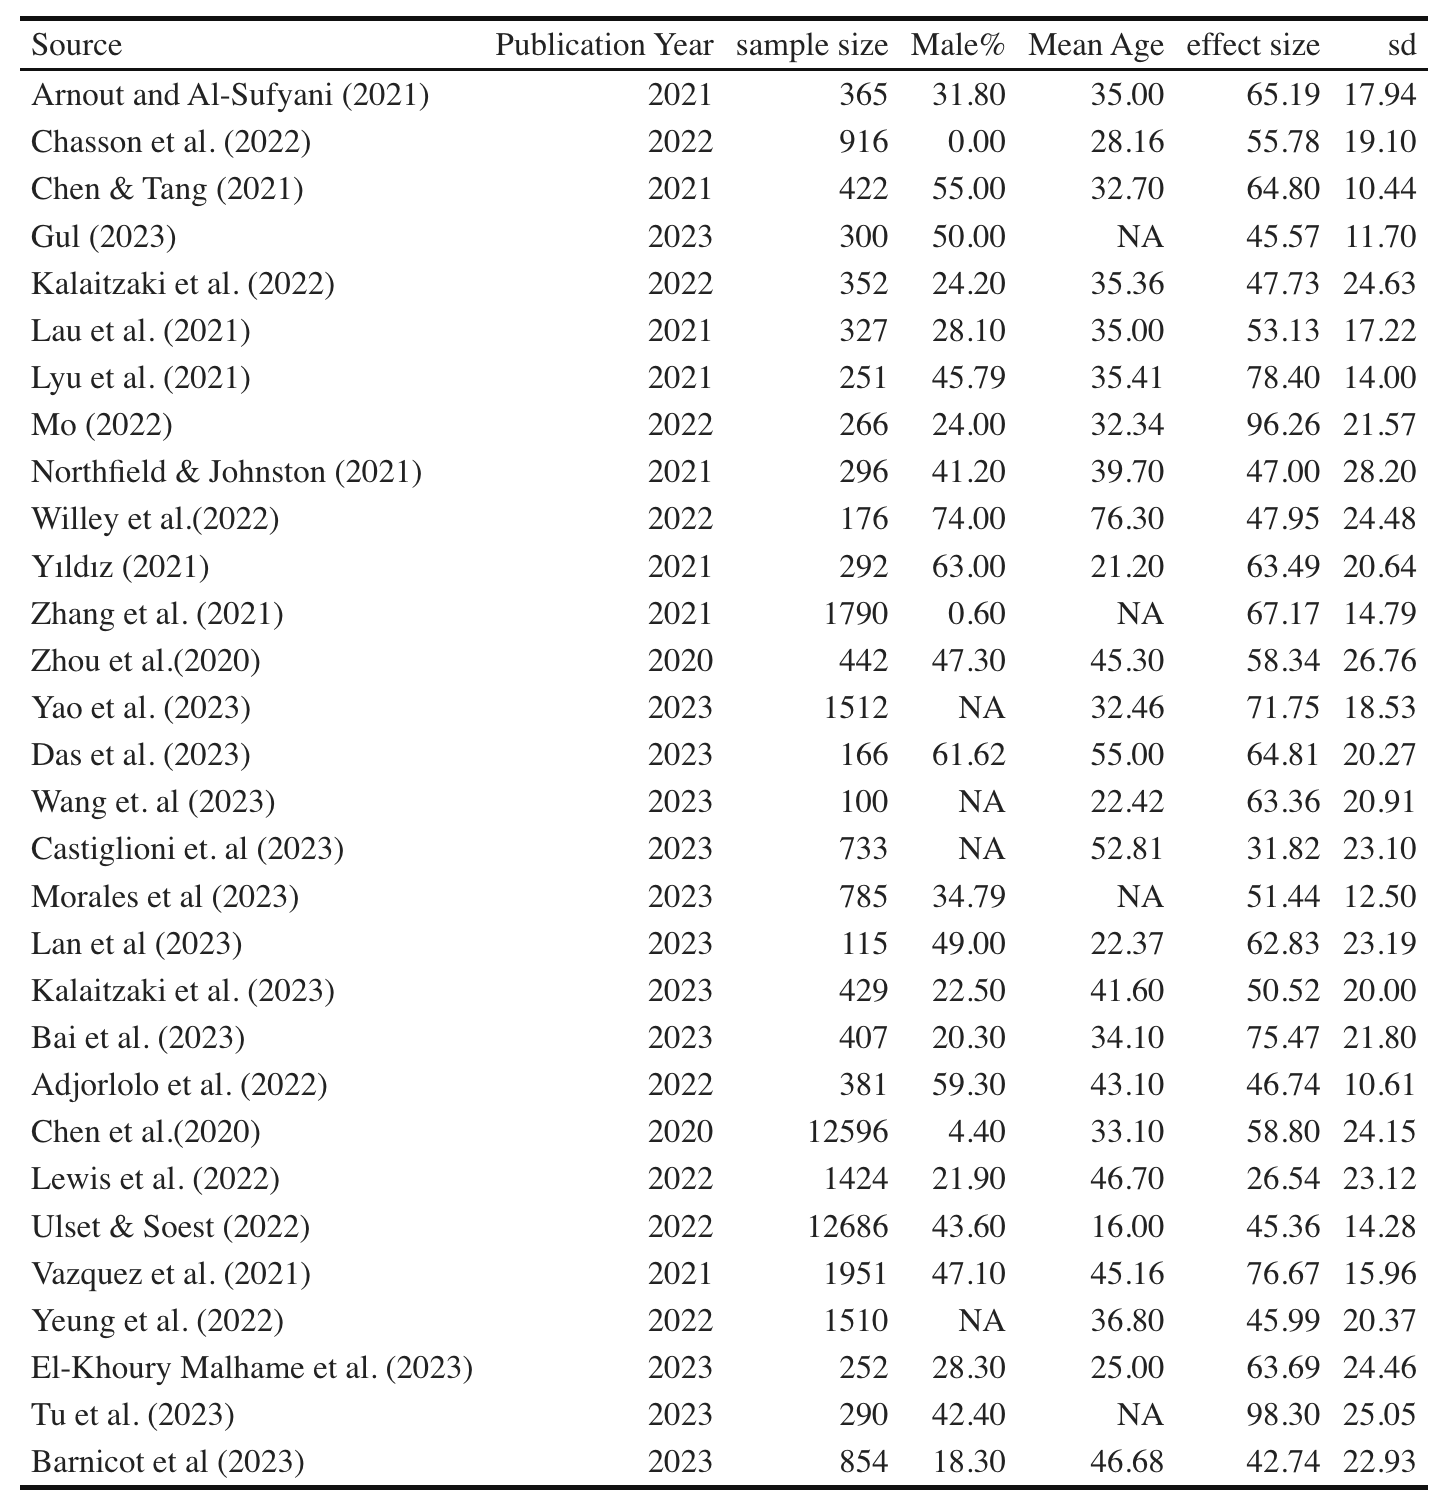 Source Publication Year sample size Male% Mean Age effect size sd
Arnout and Al-Sufyani (2021) 2021 365 31.80 35.00 65.19 17.94
Chasson et al. (2022) 2022 916 0.00 28.16 55.78 19.10
Chen & Tang (2021) 2021 422 55.00 32.70 64.80 10.44
Gul (2023) 2023 300 50.00 NA 45.57 11.70
Kalaitzaki et al. (2022) 2022 352 24.20 35.36 47.73 24.63
Lau et al. (2021) 2021 327 28.10 35.00 53.13 17.22
Lyu et al. (2021) 2021 251 45.79 35.41 78.40 14.00
Mo (2022) 2022 266 24.00 32.34 96.26 21.57
Northfield & Johnston (2021) 2021 296 41.20 39.70 47.00 28.20
Willey et al.(2022) 2022 176 74.00 76.30 47.95 24.48
Yıldız (2021) 2021 292 63.00 21.20 63.49 20.64
Zhang et al. (2021) 2021 1790 0.60 NA 67.17 14.79
Zhou et al.(2020) 2020 442 47.30 45.30 58.34 26.76
Yao et al. (2023) 2023 1512 NA 32.46 71.75 18.53
Das et al. (2023) 2023 166 61.62 55.00 64.81 20.27
Wang et. al (2023) 2023 100 NA 22.42 63.36 20.91
Castiglioni et. al (2023) 2023 733 NA 52.81 31.82 23.10
Morales et al (2023) 2023 785 34.79 NA 51.44 12.50
Lan et al (2023) 2023 115 49.00 22.37 62.83 23.19
Kalaitzaki et al. (2023) 2023 429 22.50 41.60 50.52 20.00
Bai et al. (2023) 2023 407 20.30 34.10 75.47 21.80
Adjorlolo et al. (2022) 2022 381 59.30 43.10 46.74 10.61
Chen et al.(2020) 2020 12596 4.40 33.10 58.80 24.15
Lewis et al. (2022) 2022 1424 21.90 46.70 26.54 23.12
Ulset & Soest (2022) 2022 12686 43.60 16.00 45.36 14.28
Vazquez et al. (2021) 2021 1951 47.10 45.16 76.67 15.96
Yeung et al. (2022) 2022 1510 NA 36.80 45.99 20.37
El-Khoury Malhame et al. (2023) 2023 252 28.30 25.00 63.69 24.46
Tu et al. (2023) 2023 290 42.40 NA 98.30 25.05
Barnicot et al (2023) 2023 854 18.30 46.68 42.74 22.93